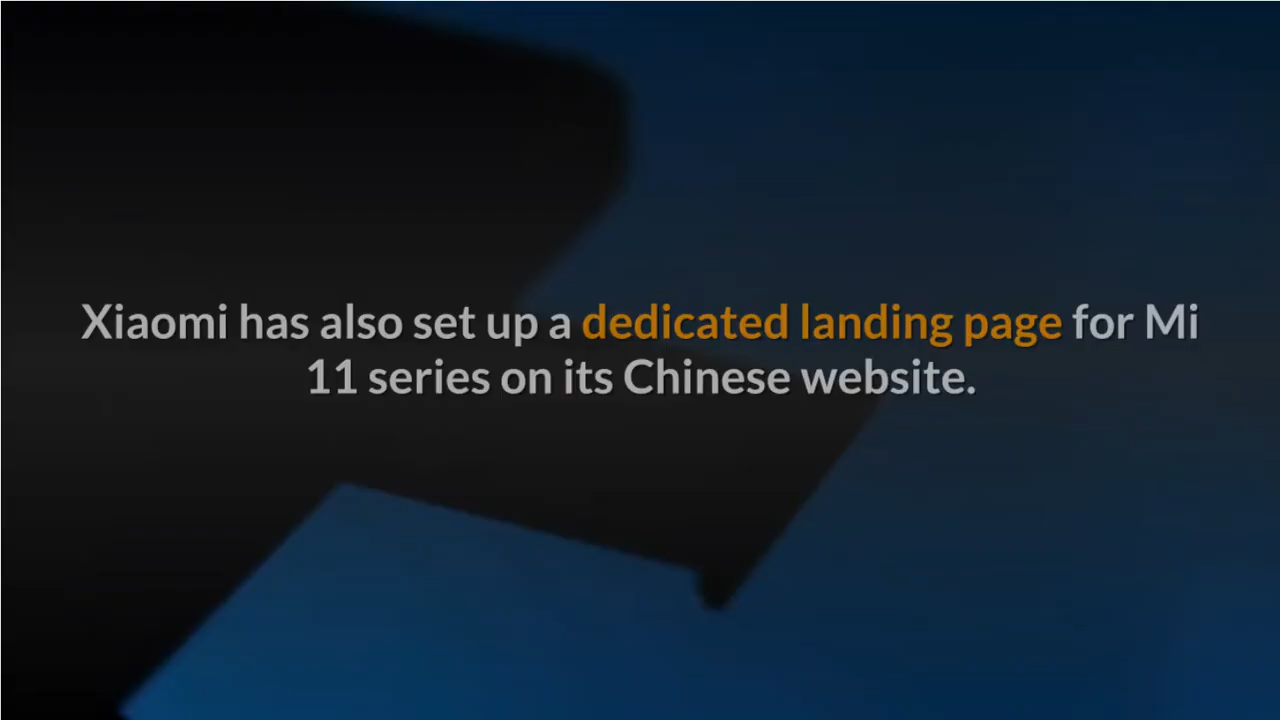 Xiaomi has also set up a dedicated landing page for Mi
11 series on its Chinese website.